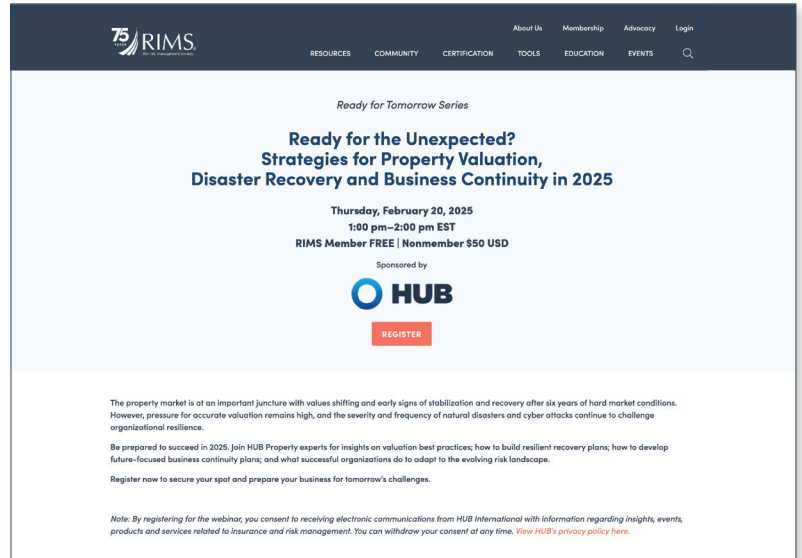 About Us Membership Advocacy Login
75 YEARS RIMS
the risk management society
RESOURCES COMMUNITY CERTIFICATION TOOLS EDUCATION EVENTS
Ready for Tomorrow Series
Ready for the Unexpected?
Strategies for Property Valuation,
Disaster Recovery and Business Continuity in 2025
Thursday, February 20, 2025
1:00 pm–2:00 pm EST
RIMS Member FREE | Nonmember $50 USD
Sponsored by
HUB
REGISTER
The property market is at an important juncture with values shifting and early signs of stabilization and recovery after six years of hard market conditions.
However, pressure for accurate valuation remains high, and the severity and frequency of natural disasters and cyber attacks continue to challenge
organizational resilience.
Be prepared to succeed in 2025. Join HUB Property experts for insights on valuation best practices; how to build resilient recovery plans; how to develop
future-focused business continuity plans; and what successful organizations do to adapt to the evolving risk landscape.
Register now to secure your spot and prepare your business for tomorrow's challenges.
Note: By registering for the webinar, you consent to receiving electronic communications from HUB International with information regarding insights, events,
products and services related to insurance and risk management. You can withdraw your consent at any time. View HUB's privacy policy here.